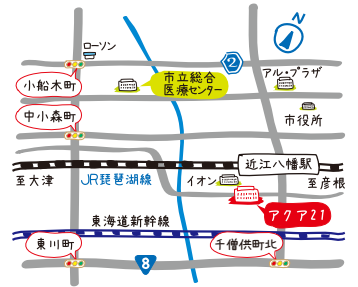 N
ローソン
2
小船木町
市立総合
医療センター
アル・プラザ
中小森町
市役所
近江八幡駅
至大津
JR琵琶湖線
イオン
至彦根
アクア21
東海道新幹線
東川町
8
千僧供町北